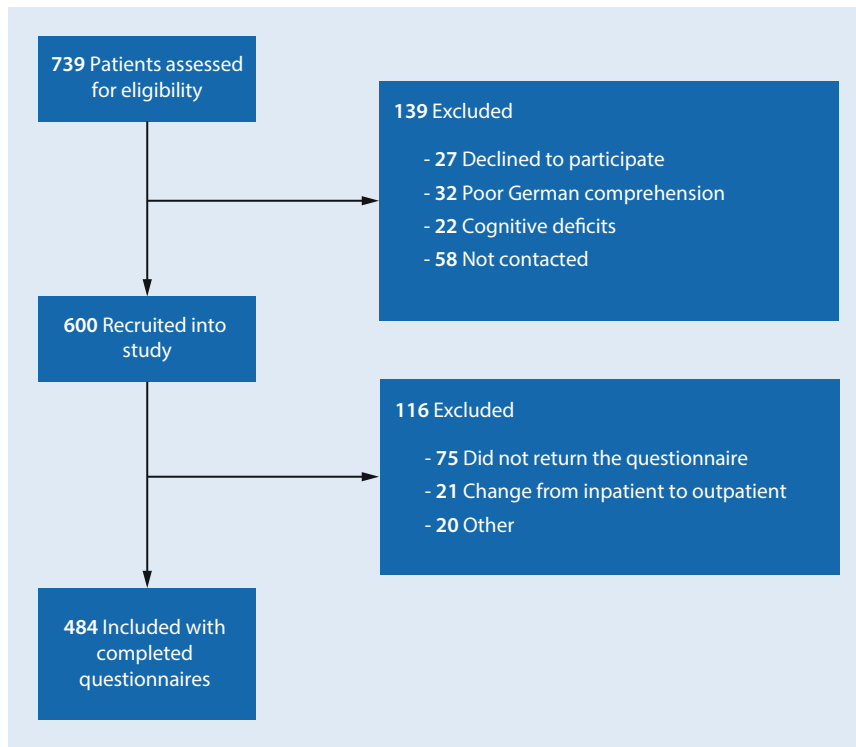 739 Patients assessed
for eligibility
139 Excluded
- 27 Declined to participate
- 32 Poor German comprehension
- 22 Cognitive deficits
- 58 Not contacted
600 Recruited into
study
116 Excluded
- 75 Did not return the questionnaire
- 21 Change from inpatient to outpatient
- 20 Other
484 Included with
completed
questionnaires